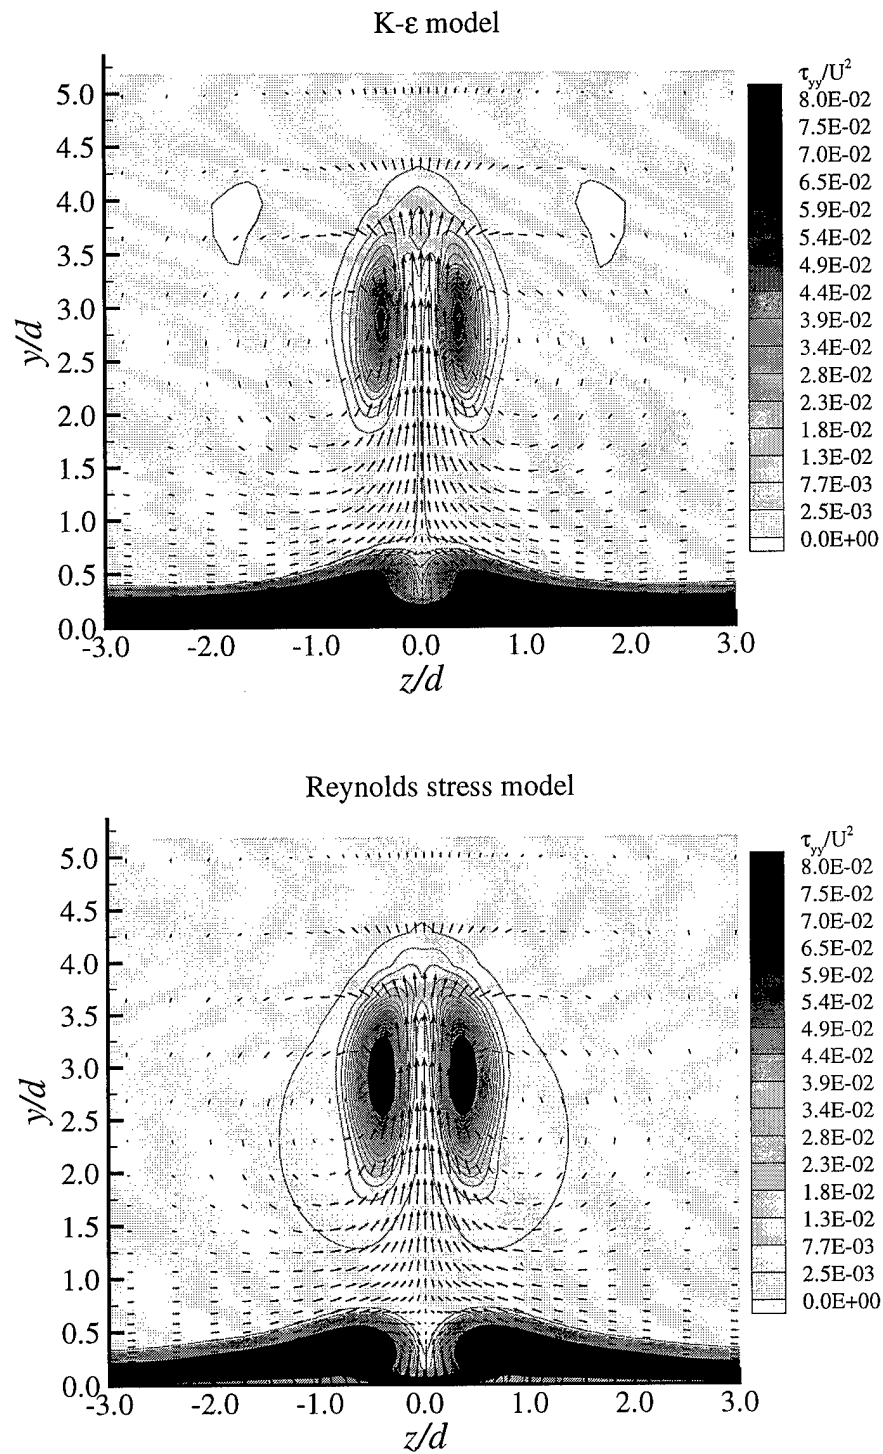 K-ε model
τyy/U²
8.0E-02
7.5E-02
7.0E-02
6.5E-02
5.9E-02
5.4E-02
4.9E-02
4.4E-02
3.9E-02
3.4E-02
2.8E-02
2.3E-02
1.8E-02
1.3E-02
7.7E-03
2.5E-03
0.0E+00
y/d
5.0
4.5
4.0
3.5
3.0
2.5
2.0
1.5
1.0
0.5
0.0
-3.0 -2.0 -1.0 0.0 1.0 2.0 3.0
z/d
Reynolds stress model
τyy/U²
8.0E-02
7.5E-02
7.0E-02
6.5E-02
5.9E-02
5.4E-02
4.9E-02
4.4E-02
3.9E-02
3.4E-02
2.8E-02
2.3E-02
1.8E-02
1.3E-02
7.7E-03
2.5E-03
0.0E+00
y/d
5.0
4.5
4.0
3.5
3.0
2.5
2.0
1.5
1.0
0.5
0.0
-3.0 -2.0 -1.0 0.0 1.0 2.0 3.0
z/d